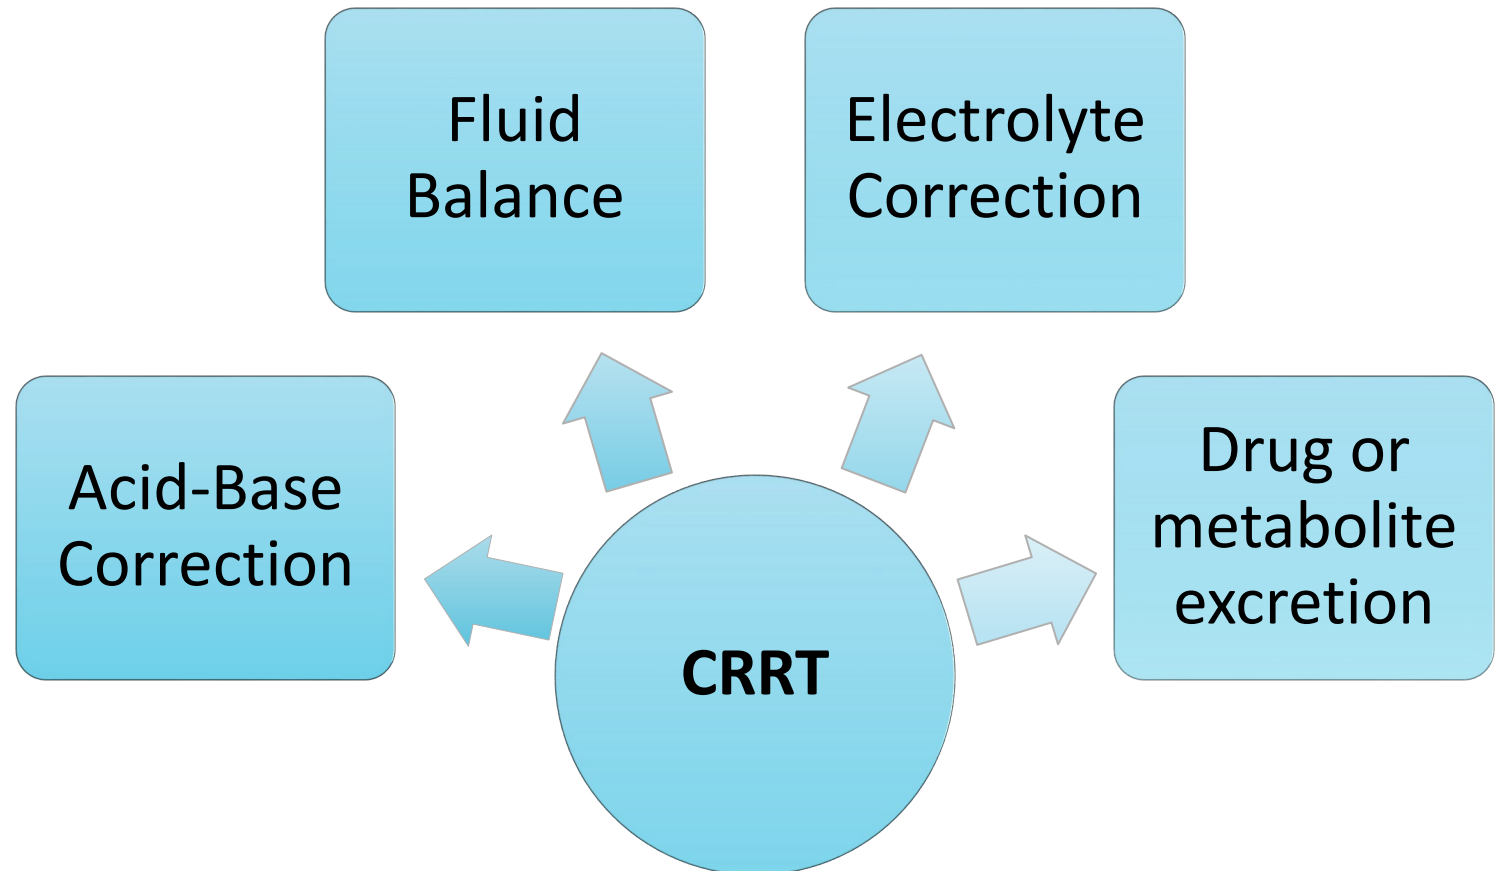 Fluid
Balance
Electrolyte
Correction
Acid-Base
Correction
Drug or
metabolite
excretion
CRRT